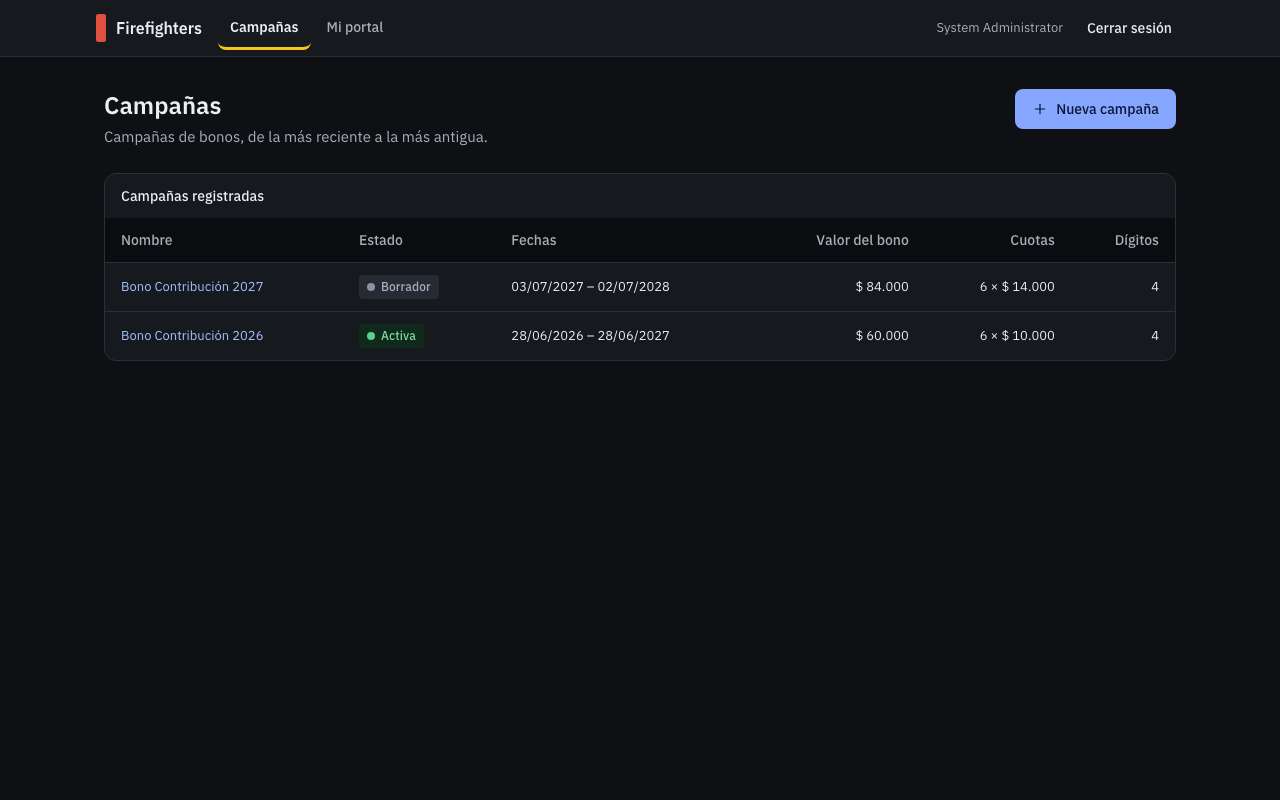 Firefighters Campañas Mi portal System Administrator Cerrar sesión
Campañas
Nueva campaña
Campañas de bonos, de la más reciente a la más antigua.
Campañas registradas
Nombre Estado Fechas Valor del bono Cuotas Dígitos
Bono Contribución 2027 Borrador 03/07/2027 – 02/07/2028 $ 84.000 6 × $ 14.000 4
Bono Contribución 2026 Activa 28/06/2026 – 28/06/2027 $ 60.000 6 × $ 10.000 4